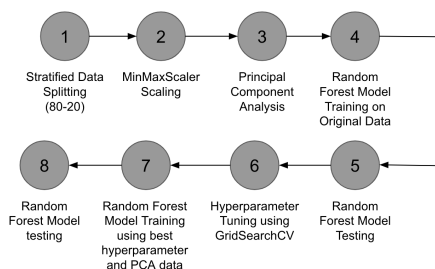 1
2
3
4
Stratified Data
Splitting
(80-20)
MinMaxScaler
Scaling
Principal
Component
Analysis
Random
Forest Model
Training on
Original Data
8
7
6
5
Random
Forest Model
testing
Random Forest
Model Training
using best
hyperparameter
and PCA data
Hyperparameter
Tuning using
GridSearchCV
Random
Forest Model
Testing